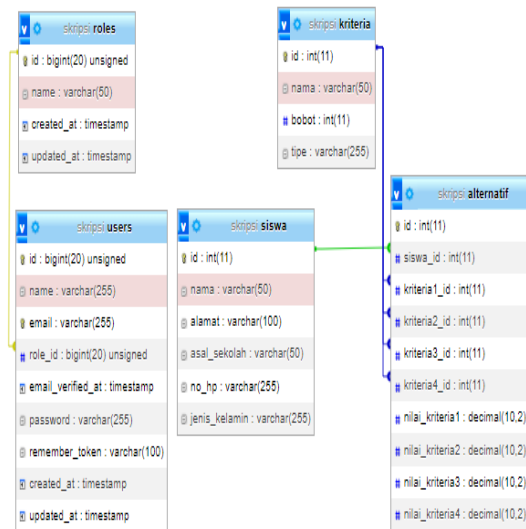 skripsi roles
id : bigint(20) unsigned
name : varchar(50)
created_at : timestamp
updated_at : timestamp
skripsi kriteria
id : int(11)
nama : varchar(50)
bobot : int(11)
tipe : varchar(255)
skripsi users
id : bigint(20) unsigned
name : varchar(255)
email : varchar(255)
role_id : bigint(20) unsigned
email_verified_at : timestamp
password : varchar(255)
remember_token : varchar(100)
created_at : timestamp
updated_at : timestamp
skripsi siswa
id : int(11)
nama : varchar(50)
alamat : varchar(100)
asal_sekolah : varchar(50)
no_hp : varchar(255)
jenis_kelamin : varchar(255)
skripsi alternatif
id : int(11)
siswa_id : int(11)
kriteria1_id : int(11)
kriteria2_id : int(11)
kriteria3_id : int(11)
kriteria4_id : int(11)
nilai_kriteria1 : decimal(10,2)
nilai_kriteria2 : decimal(10,2)
nilai_kriteria3 : decimal(10,2)
nilai_kriteria4 : decimal(10,2)